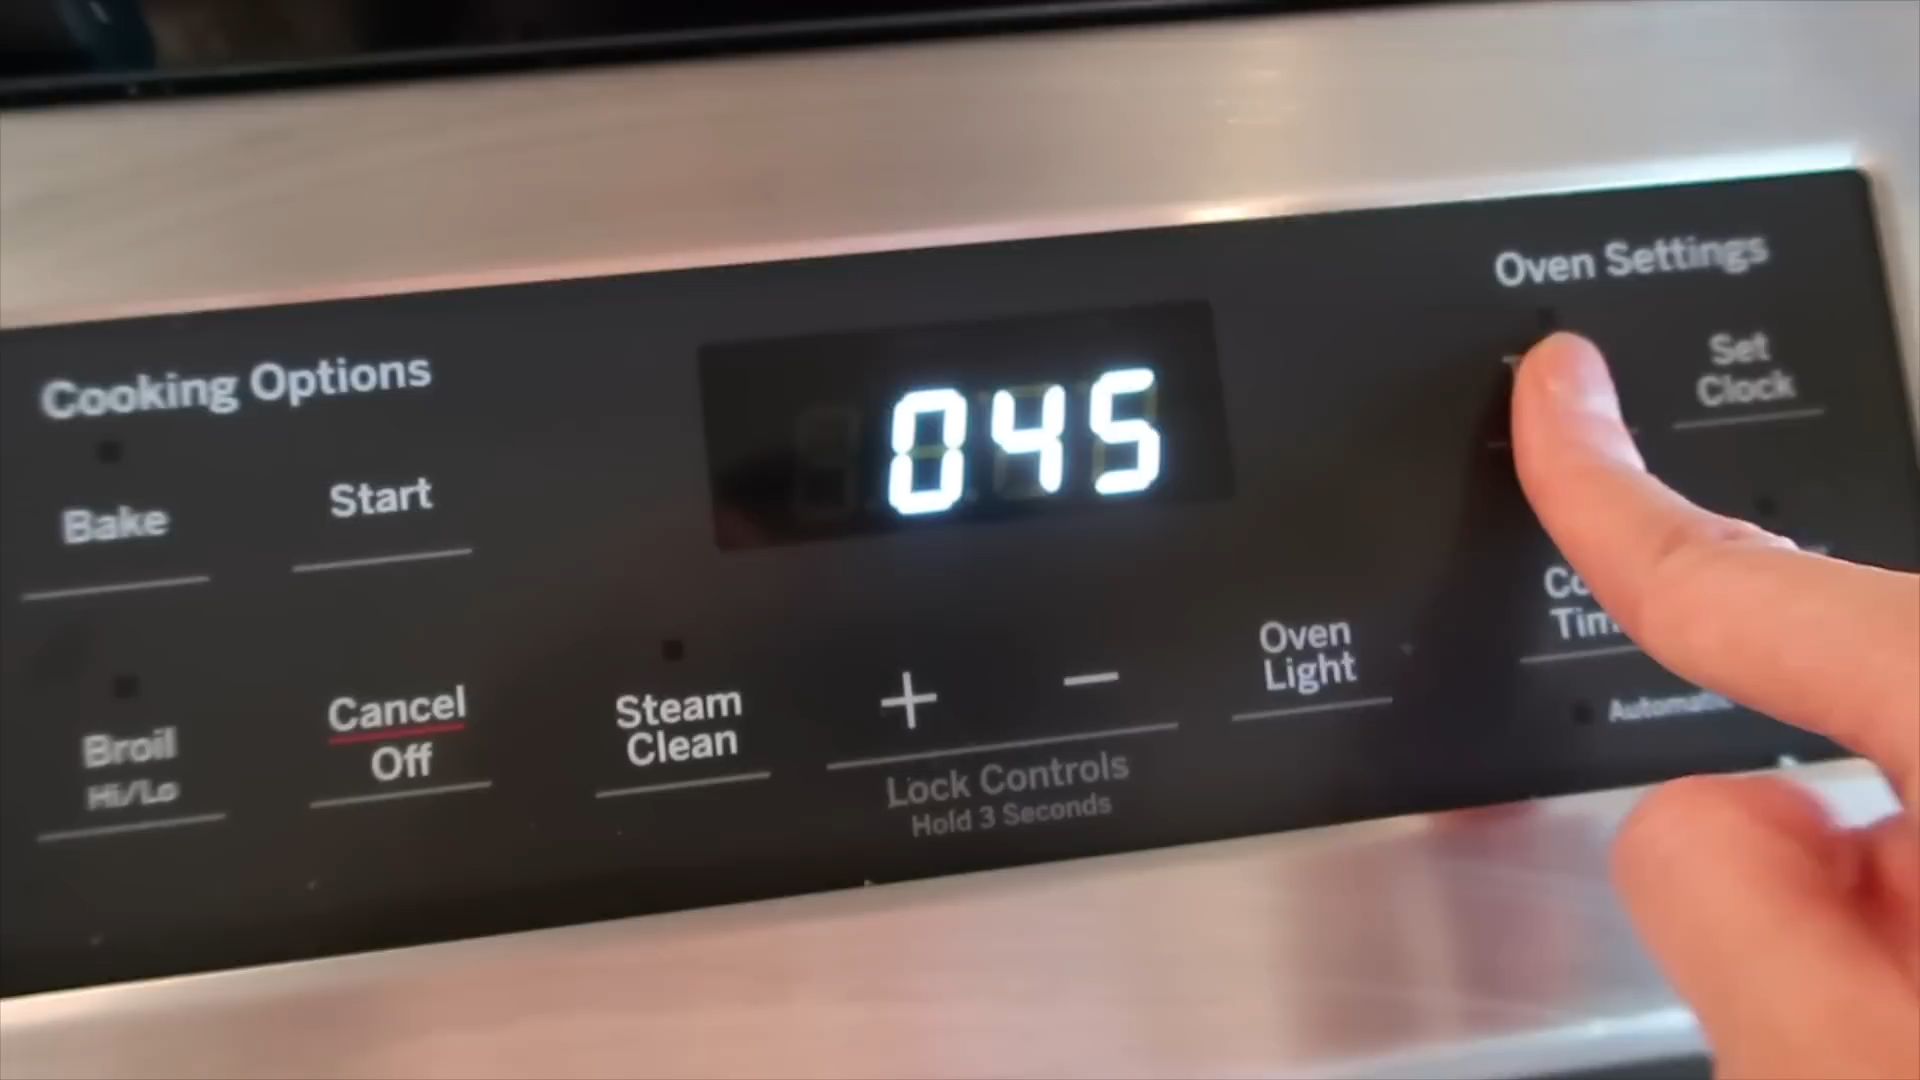 Oven Settings
Cooking Options
045
Set
Clock
Bake
Start
Oven
Light
Cancel
Off
Steam
Clean
+ −
Broil
Hi/Lo
Lock Controls
Hold 3 Seconds